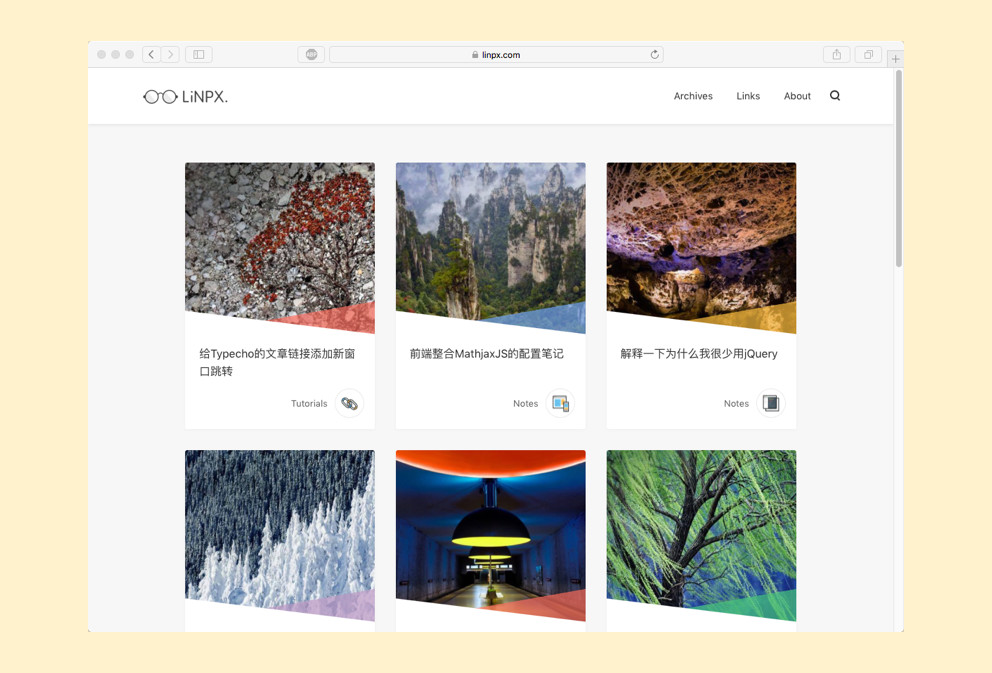 ABP
linpx.com
LiNPX.
Archives
Links
About
给Typecho的文章链接添加新窗
口跳转
Tutorials
前端整合MathjaxJS的配置笔记
Notes
解释一下为什么我很少用jQuery
Notes